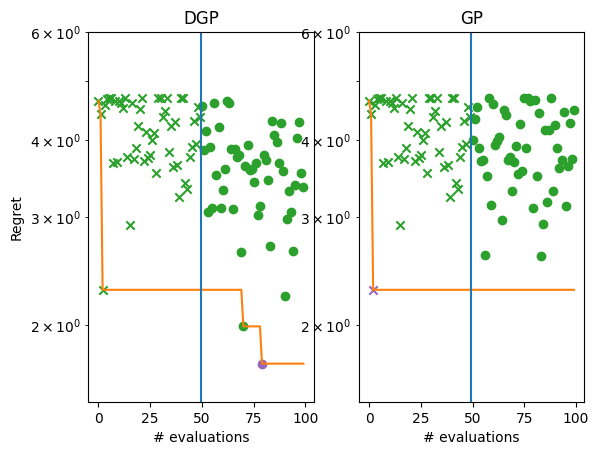 DGP
GP
6 × 10⁰
4 × 10⁰
3 × 10⁰
2 × 10⁰
Regret
0 25 50 75 100
# evaluations
6 × 10⁰
4 × 10⁰
3 × 10⁰
2 × 10⁰
0 25 50 75 100
# evaluations